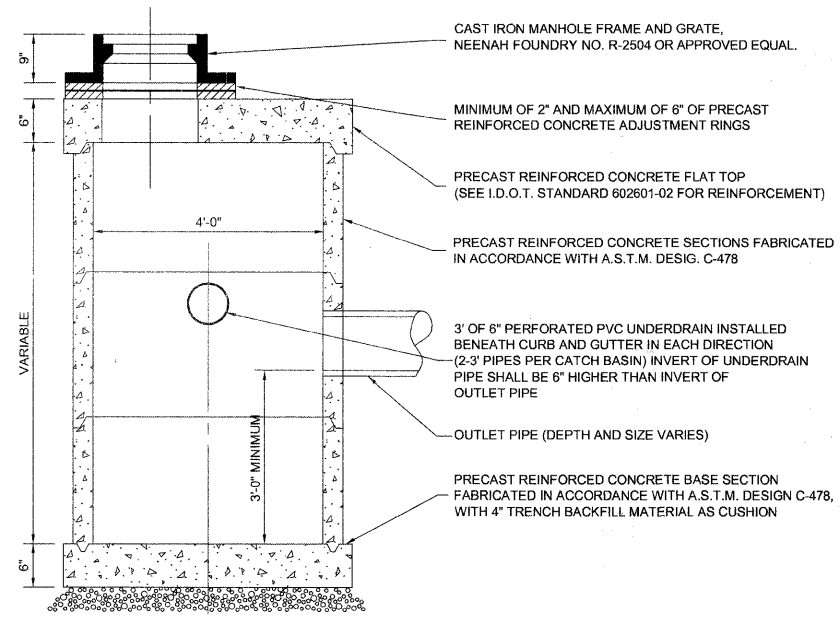 CAST IRON MANHOLE FRAME AND GRATE,
NEENAH FOUNDRY NO. R-2504 OR APPROVED EQUAL.
9"
MINIMUM OF 2" AND MAXIMUM OF 6" OF PRECAST
REINFORCED CONCRETE ADJUSTMENT RINGS
6"
PRECAST REINFORCED CONCRETE FLAT TOP
(SEE I.D.O.T. STANDARD 602601-02 FOR REINFORCEMENT)
4'-0"
PRECAST REINFORCED CONCRETE SECTIONS FABRICATED
IN ACCORDANCE WITH A.S.T.M. DESIG. C-478
VARIABLE
3' OF 6" PERFORATED PVC UNDERDRAIN INSTALLED
BENEATH CURB AND GUTTER IN EACH DIRECTION
(2-3' PIPES PER CATCH BASIN) INVERT OF UNDERDRAIN
PIPE SHALL BE 6" HIGHER THAN INVERT OF
OUTLET PIPE
OUTLET PIPE (DEPTH AND SIZE VARIES)
3'-0" MINIMUM
PRECAST REINFORCED CONCRETE BASE SECTION
FABRICATED IN ACCORDANCE WITH A.S.T.M. DESIGN C-478,
WITH 4" TRENCH BACKFILL MATERIAL AS CUSHION
6"